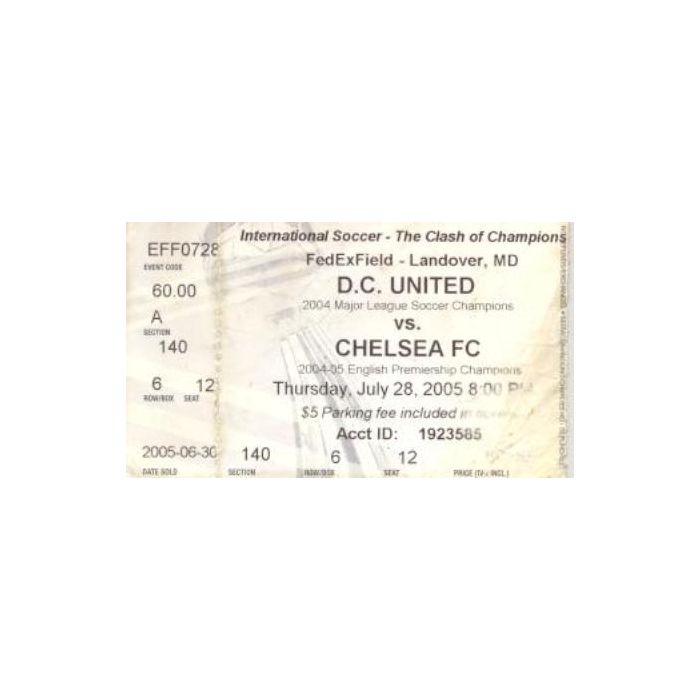 International Soccer - The Clash of Champions
EFF0728
EVENT CODE
FedExField - Landover, MD
60.00
D.C. UNITED
2004 Major League Soccer Champions
A
SECTION
vs.
140
CHELSEA FC
2004-05 English Premiership Champions
6 12
ROW/BOX SEAT
Thursday, July 28, 2005 8:00 PM
$5 Parking fee included
Acct ID: 1923585
2005-06-30
DATE SOLD
140 6 12
SECTION ROW/BOX SEAT PRICE (TAX INCL.)